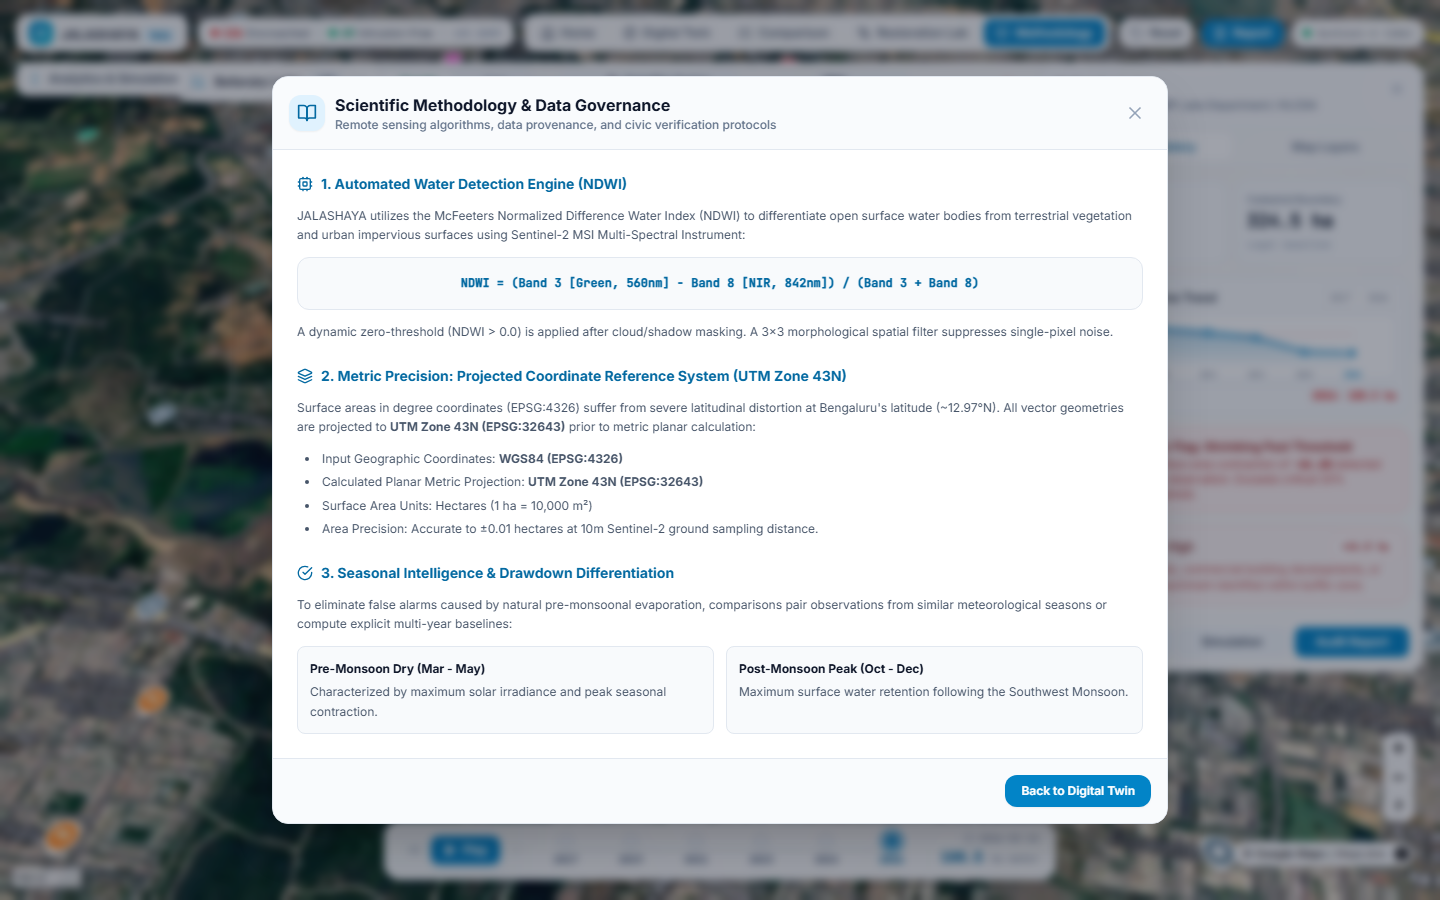 Scientific Methodology & Data Governance
Remote sensing algorithms, data provenance, and civic verification protocols
1. Automated Water Detection Engine (NDWI)
JALASHAYA utilizes the McFeeters Normalized Difference Water Index (NDWI) to differentiate open surface water bodies from terrestrial vegetation
and urban impervious surfaces using Sentinel-2 MSI Multi-Spectral Instrument:
NDWI = (Band 3 [Green, 560nm] - Band 8 [NIR, 842nm]) / (Band 3 + Band 8)
A dynamic zero-threshold (NDWI > 0.0) is applied after cloud/shadow masking. A 3×3 morphological spatial filter suppresses single-pixel noise.
2. Metric Precision: Projected Coordinate Reference System (UTM Zone 43N)
Surface areas in degree coordinates (EPSG:4326) suffer from severe latitudinal distortion at Bengaluru's latitude (~12.97°N). All vector geometries
are projected to UTM Zone 43N (EPSG:32643) prior to metric planar calculation:
• Input Geographic Coordinates: WGS84 (EPSG:4326)
• Calculated Planar Metric Projection: UTM Zone 43N (EPSG:32643)
• Surface Area Units: Hectares (1 ha = 10,000 m²)
• Area Precision: Accurate to ±0.01 hectares at 10m Sentinel-2 ground sampling distance.
3. Seasonal Intelligence & Drawdown Differentiation
To eliminate false alarms caused by natural pre-monsoonal evaporation, comparisons pair observations from similar meteorological seasons or
compute explicit multi-year baselines:
Pre-Monsoon Dry (Mar - May)
Characterized by maximum solar irradiance and peak seasonal
contraction.
Post-Monsoon Peak (Oct - Dec)
Maximum surface water retention following the Southwest Monsoon.
Back to Digital Twin